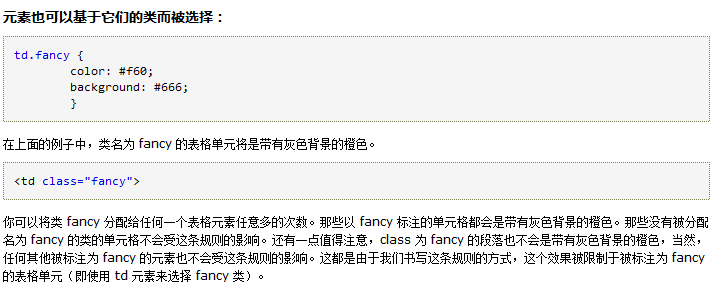 元素也可以基于它们的类而被选择：
td.fancy {
color: #f60;
background: #666;
}
在上面的例子中，类名为 fancy 的表格单元将是带有灰色背景的橙色。
<td class="fancy">
你可以将类 fancy 分配给任何一个表格元素任意多的次数。那些以 fancy 标注的单元格都会是带有灰色背景的橙色。那些没有被分配
名为 fancy 的类的单元格不会受这条规则的影响。还有一点值得注意，class 为 fancy 的段落也不会是带有灰色背景的橙色，当然，
任何其他被标注为 fancy 的元素也不会受这条规则的影响。这都是由于我们书写这条规则的方式，这个效果被限制于被标注为 fancy
的表格单元（即使用 td 元素来选择 fancy 类）。